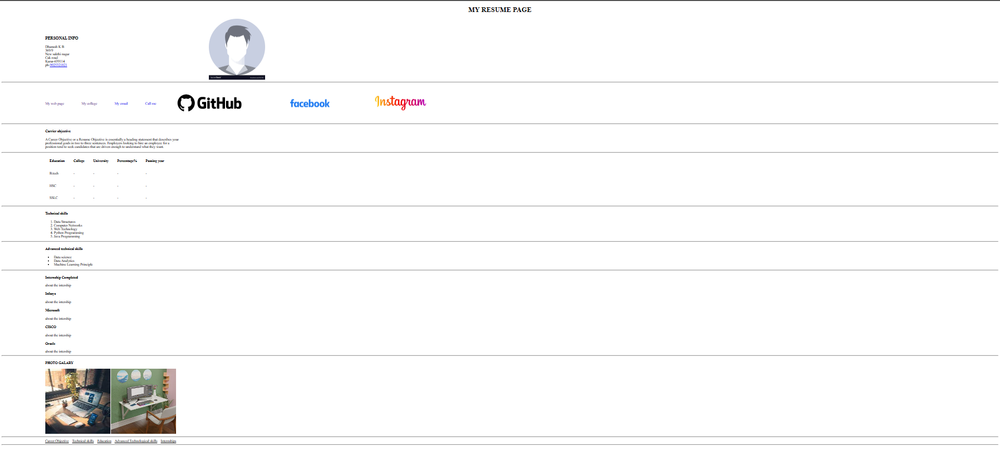 MY RESUME PAGE
PERSONAL INFO
Dhanush K B
369/9
New sakthi nagar
Cak road
Karur-639114
ph-9025321821
VectorStock
My web page My college My email Call me GitHub facebook Instagram
Carrier objective
A Career Objective or a Resume Objective is essentially a heading statement that describes your
professional goals in two to three sentences. Employers looking to hire an employee for a
position tend to seek candidates that are driven enough to understand what they want.
Education College University Percentage% Passing year
B.tech - - - -
HSC - - - -
SSLC - - - -
Technical skills
1. Data Structures
2. Computer Networks
3. Web Technology
4. Python Programming
5. Java Programming
Advanced technical skills
• Data science
• Data Analytics
• Machine Learning Principle
Internship Completed
about the intership
Infosys
about the intership
Microsoft
about the intership
CISCO
about the intership
Oracle
about the intership
PHOTO GALARY
Career Objective Technical skills Education Advanced Technological skills Internships